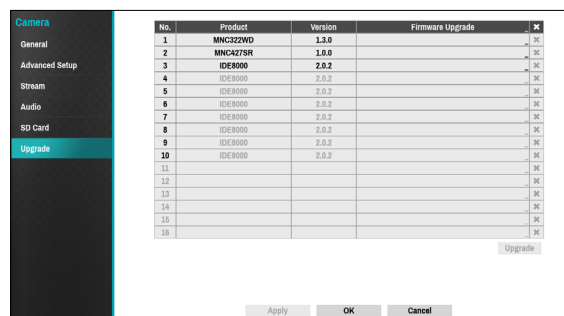 Camera
General
Advanced Setup
Stream
Audio
SD Card
Upgrade
No. Product Version Firmware Upgrade _ ×
1 MNC322WD 1.3.0 _ ×
2 MNC427SR 1.0.0 _ ×
3 IDE8000 2.0.2 _ ×
4 IDE8000 2.0.2 _ ×
5 IDE8000 2.0.2 _ ×
6 IDE8000 2.0.2 _ ×
7 IDE8000 2.0.2 _ ×
8 IDE8000 2.0.2 _ ×
9 IDE8000 2.0.2 _ ×
10 IDE8000 2.0.2 _ ×
11 _ ×
12 _ ×
13 _ ×
14 _ ×
15 _ ×
16 _ ×
Upgrade
Apply OK Cancel